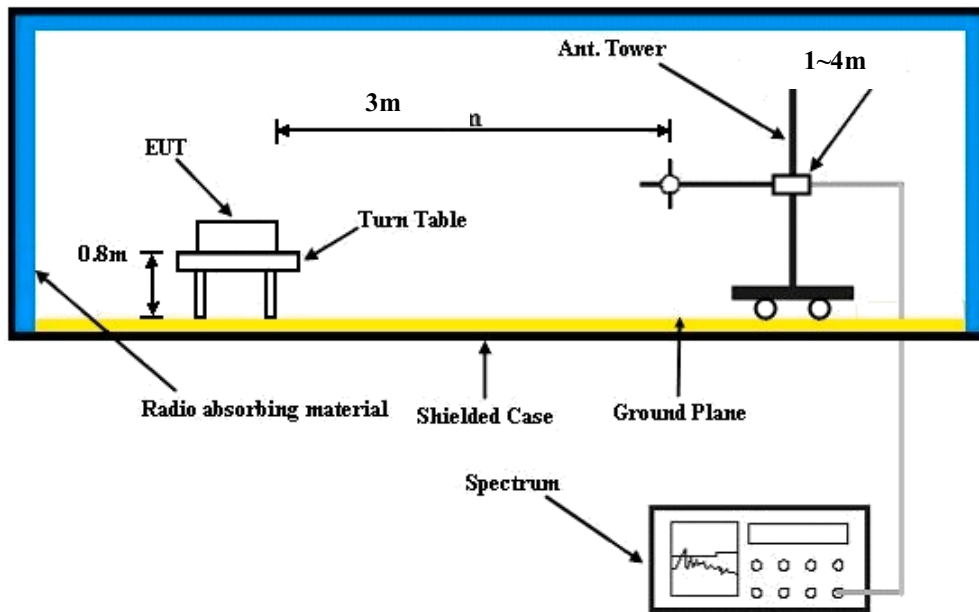 Ant. Tower
1~4m
3m
n
EUT
Turn Table
0.8m
Radio absorbing material
Shielded Case
Ground Plane
Spectrum